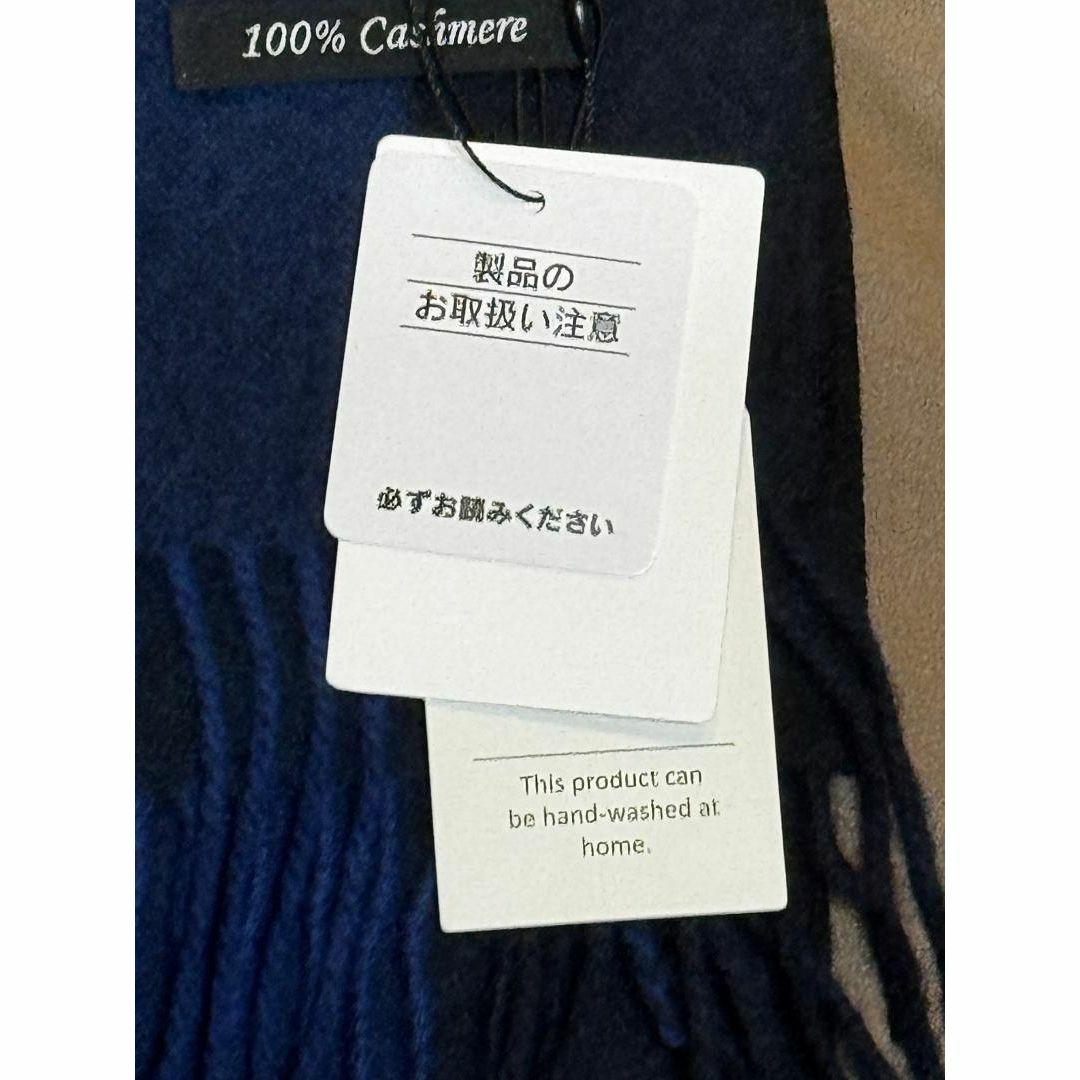 100% Cashmere
製品の
お取扱い注意
必ずお読みください
This product can
be hand-washed at
home.